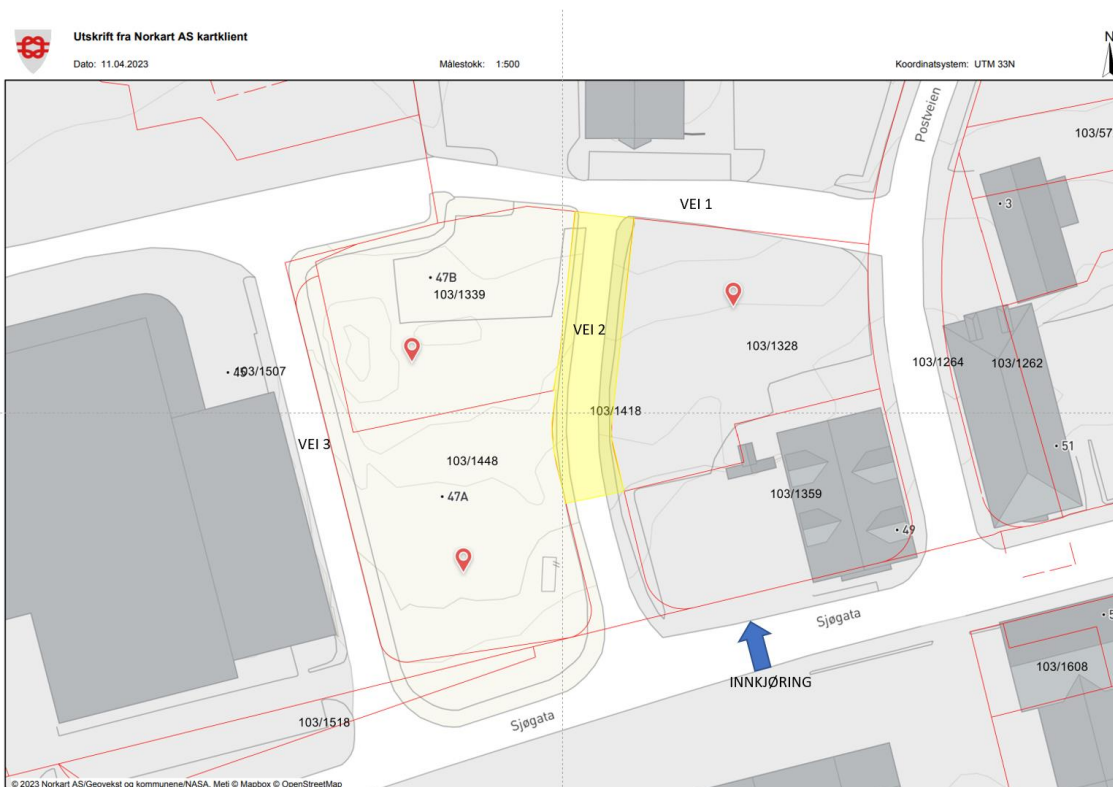 Utskrift fra Norkart AS kartklient
Dato: 11.04.2023
Målestokk: 1:500
Koordinatsystem: UTM 33N
N
Postveien
103/57
3
VEI 1
47B
103/1339
VEI 2
103/1328
103/1264
103/1262
103/1507
103/1418
VEI 3
51
103/1448
47A
103/1359
49
Sjøgata
INNKJØRING
103/1608
Sjøgata
103/1518
© 2023 Norkart AS/Geovekst og kommunene/NASA, Meti © Mapbox © OpenStreetMap